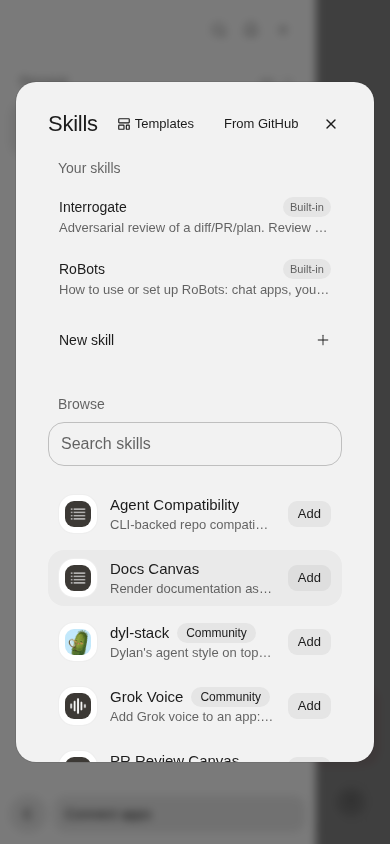 Skills
Templates
From GitHub
Your skills
Interrogate
Built-in
Adversarial review of a diff/PR/plan. Review …
RoBots
Built-in
How to use or set up RoBots: chat apps, you…
New skill
Browse
Search skills
Agent Compatibility
CLI-backed repo compati…
Add
Docs Canvas
Render documentation as…
Add
dyl-stack
Community
Dylan's agent style on top…
Add
Grok Voice
Community
Add Grok voice to an app:…
Add
PR Review Canvas